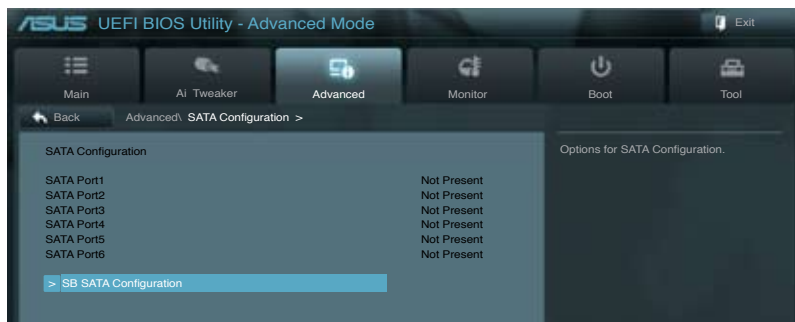 ASUS UEFI BIOS Utility - Advanced Mode Exit
Main Ai Tweaker Advanced Monitor Boot Tool
Back Advanced\ SATA Configuration >
SATA Configuration Options for SATA Configuration.
SATA Port1 Not Present
SATA Port2 Not Present
SATA Port3 Not Present
SATA Port4 Not Present
SATA Port5 Not Present
SATA Port6 Not Present
> SB SATA Configuration